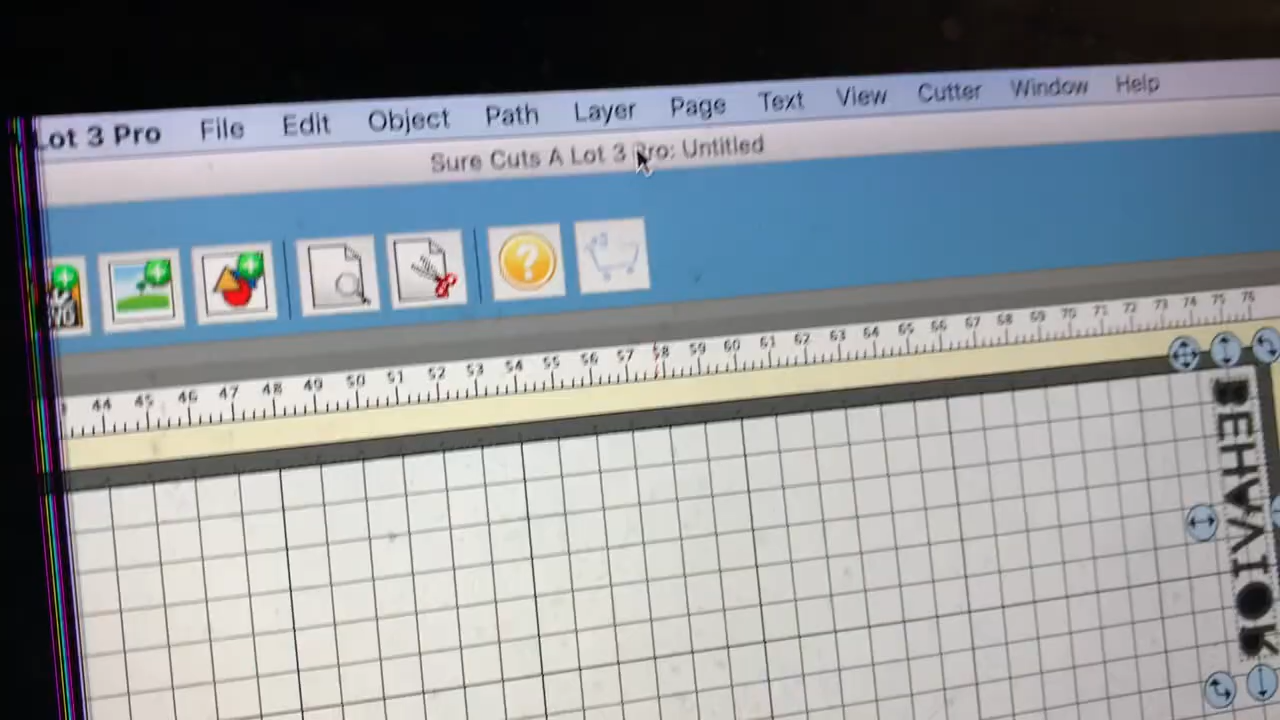 Lot 3 Pro File Edit Object Path Layer Page Text View Cutter Window Help
Sure Cuts A Lot 3 Pro: Untitled
44 45 46 47 48 49 50 51 52 53 54 55 56 57 58 59 60 61 62 63 64 65 66 67 68 69 70 71 72 73 74 75 76
BEHAVIOR